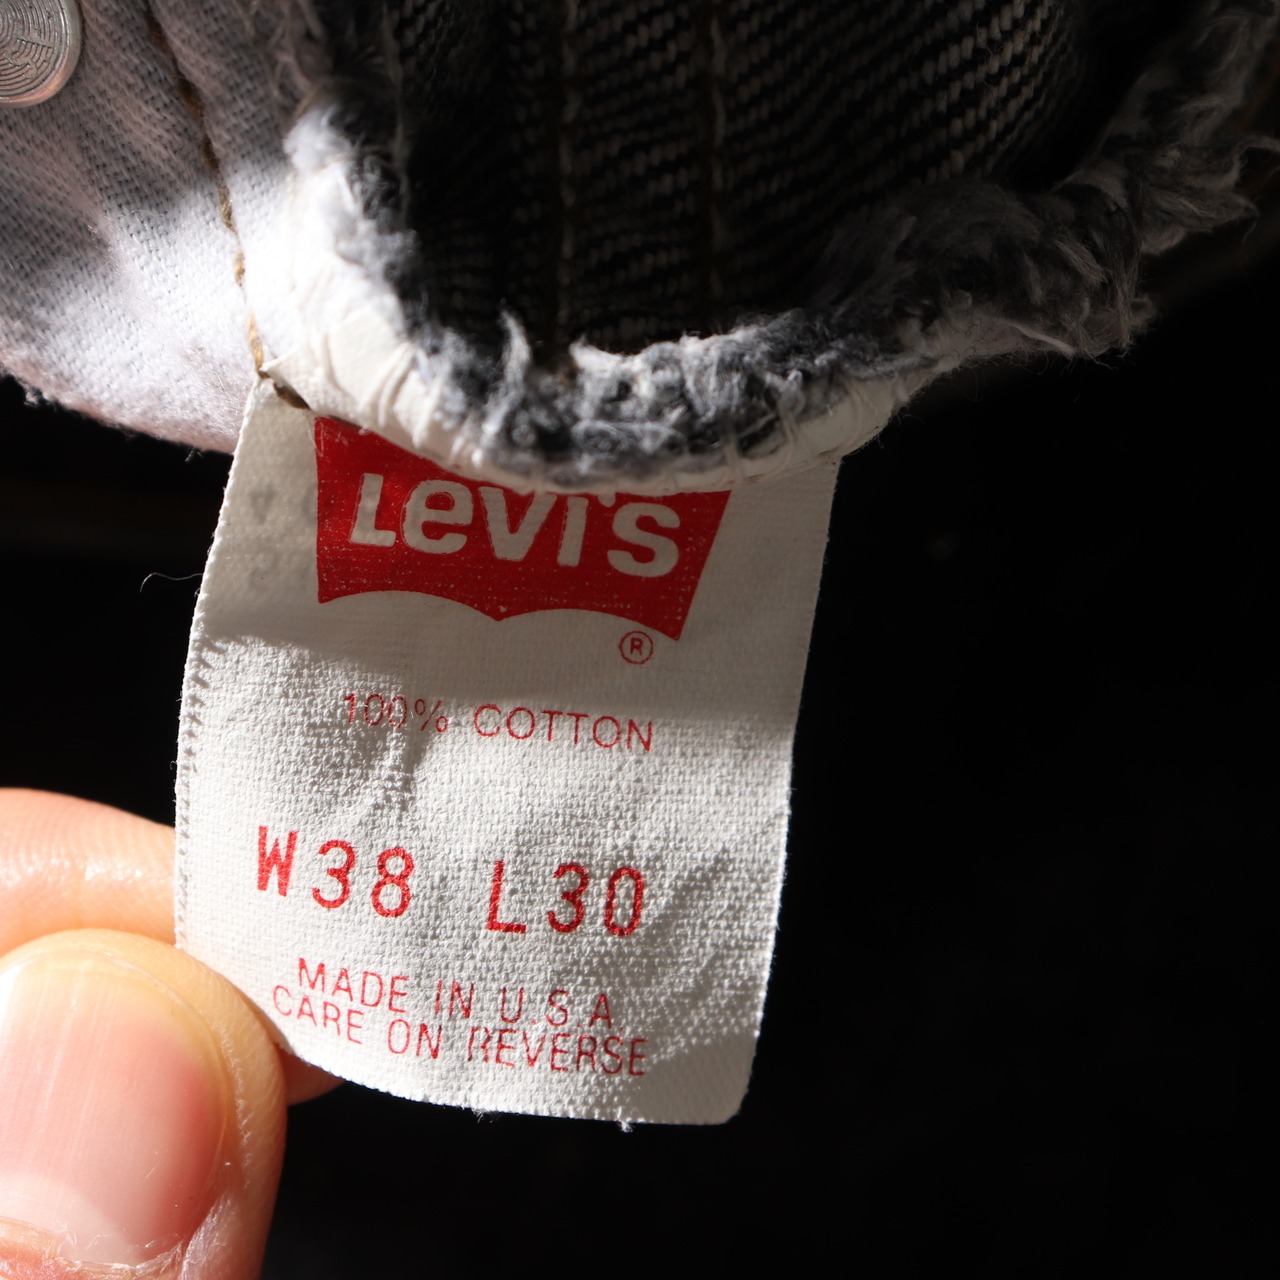 Levi's
®
100% COTTON
W38 L30
MADE IN U.S.A.
CARE ON REVERSE